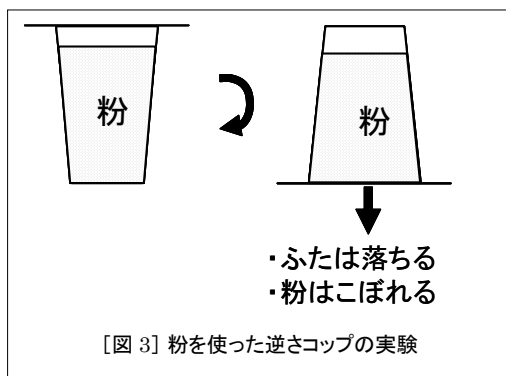 粉
粉
・ふたは落ちる
・粉はこぼれる
[図 3] 粉を使った逆さコップの実験